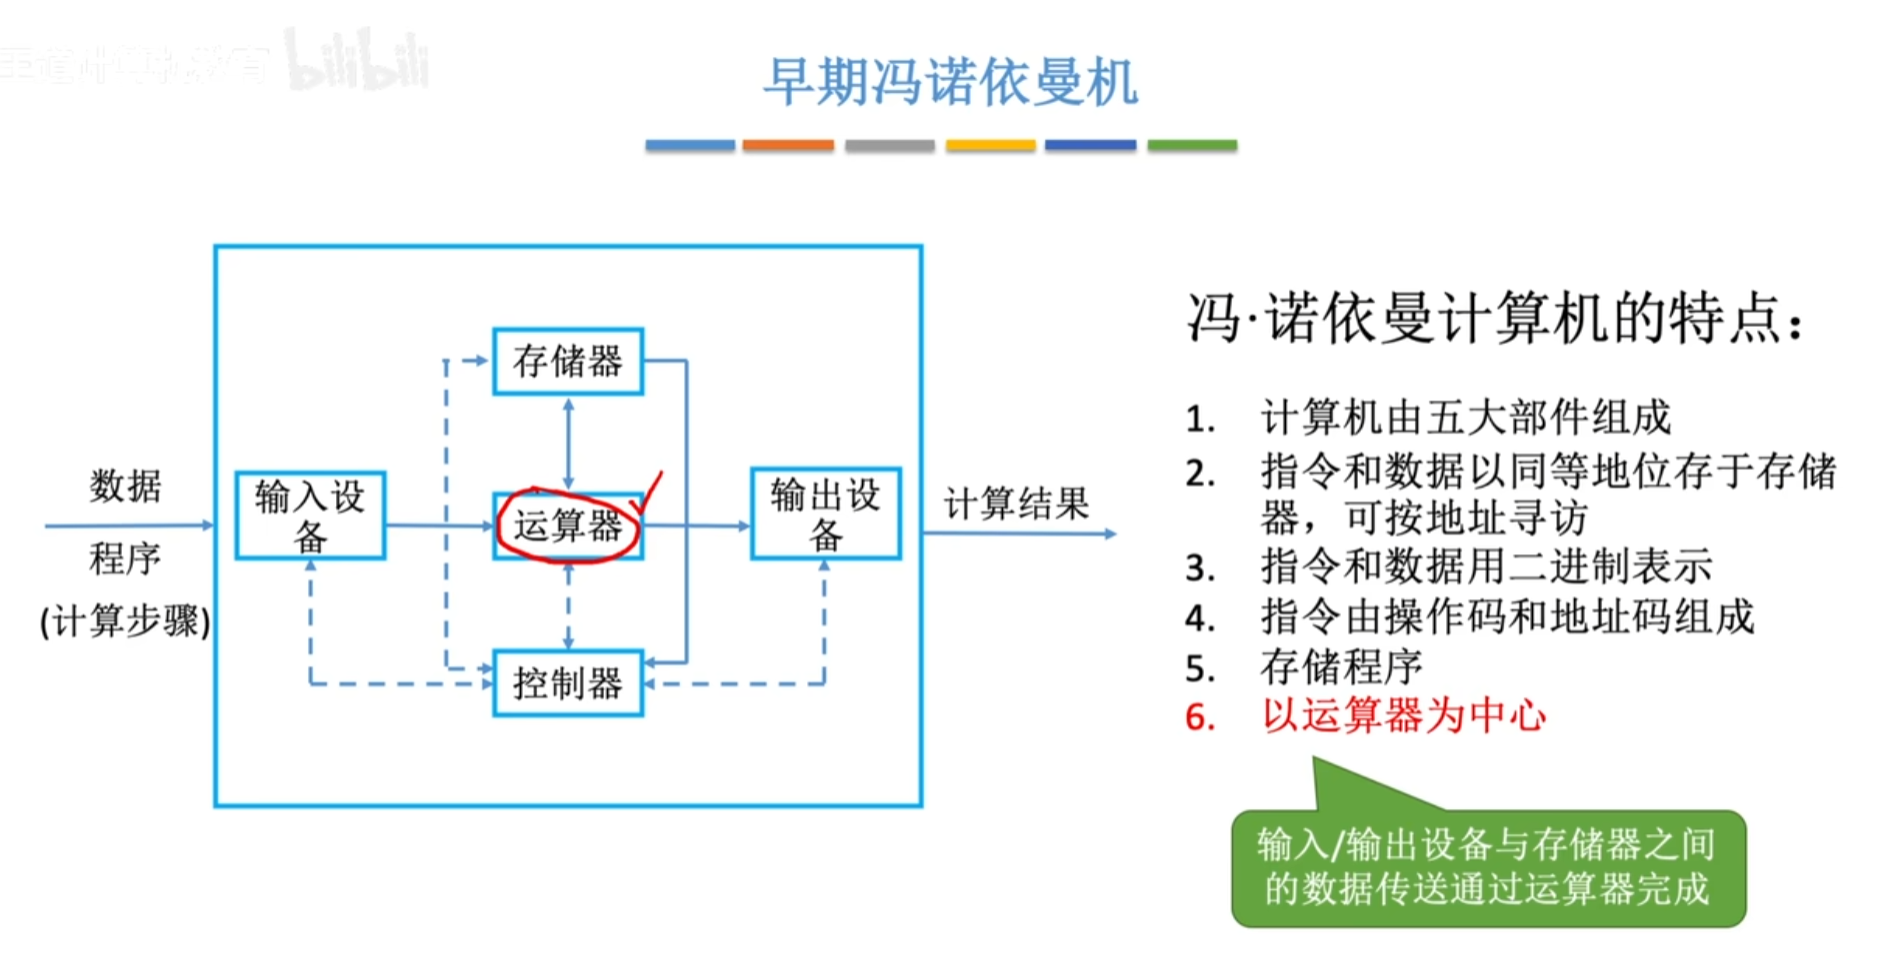 王道计算机教育 bilibili
早期冯诺依曼机
数据
程序
(计算步骤)
输入设
备
存储器
运算器
控制器
输出设
备
计算结果
冯·诺依曼计算机的特点：
1. 计算机由五大部件组成
2. 指令和数据以同等地位存于存储
器，可按地址寻访
3. 指令和数据用二进制表示
4. 指令由操作码和地址码组成
5. 存储程序
6. 以运算器为中心
输入/输出设备与存储器之间
的数据传送通过运算器完成